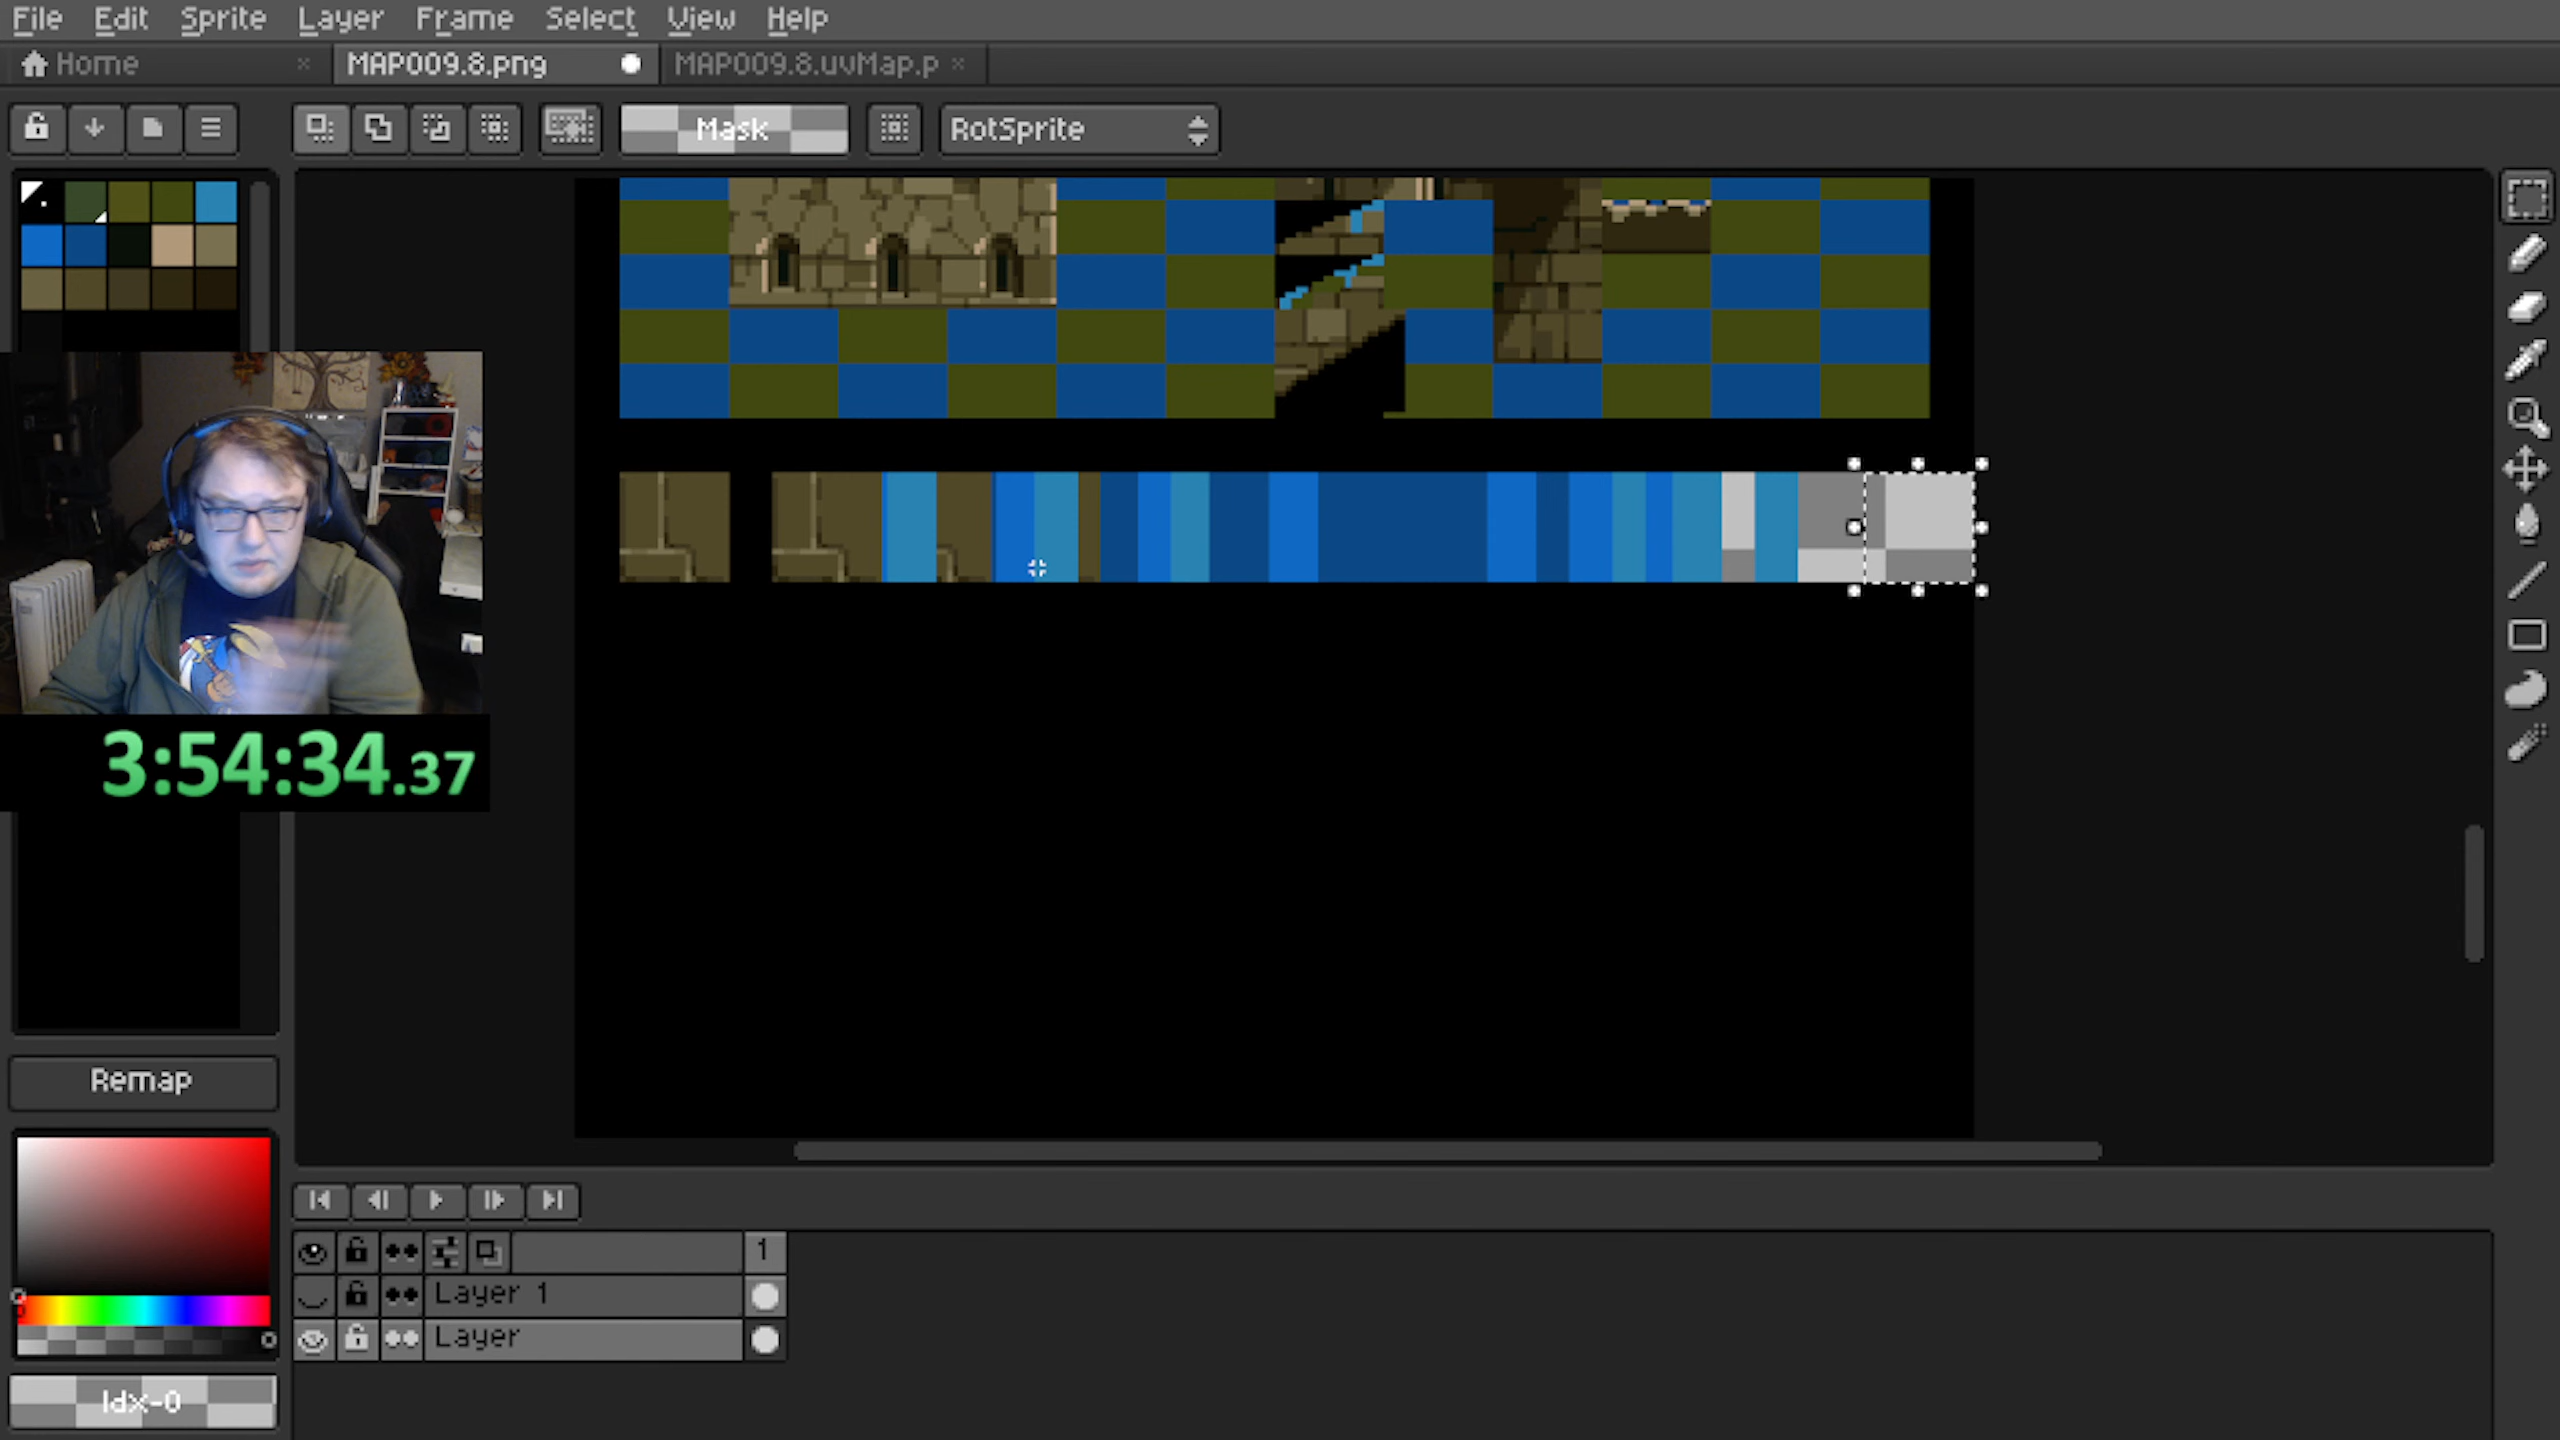 File Edit Sprite Layer Frame Select View Help
Home MAP009.8.png MAP009.8.uvMap.p
Mask RotSprite
3:54:34.37
Remap
1
Layer 1
Layer
Idx-0